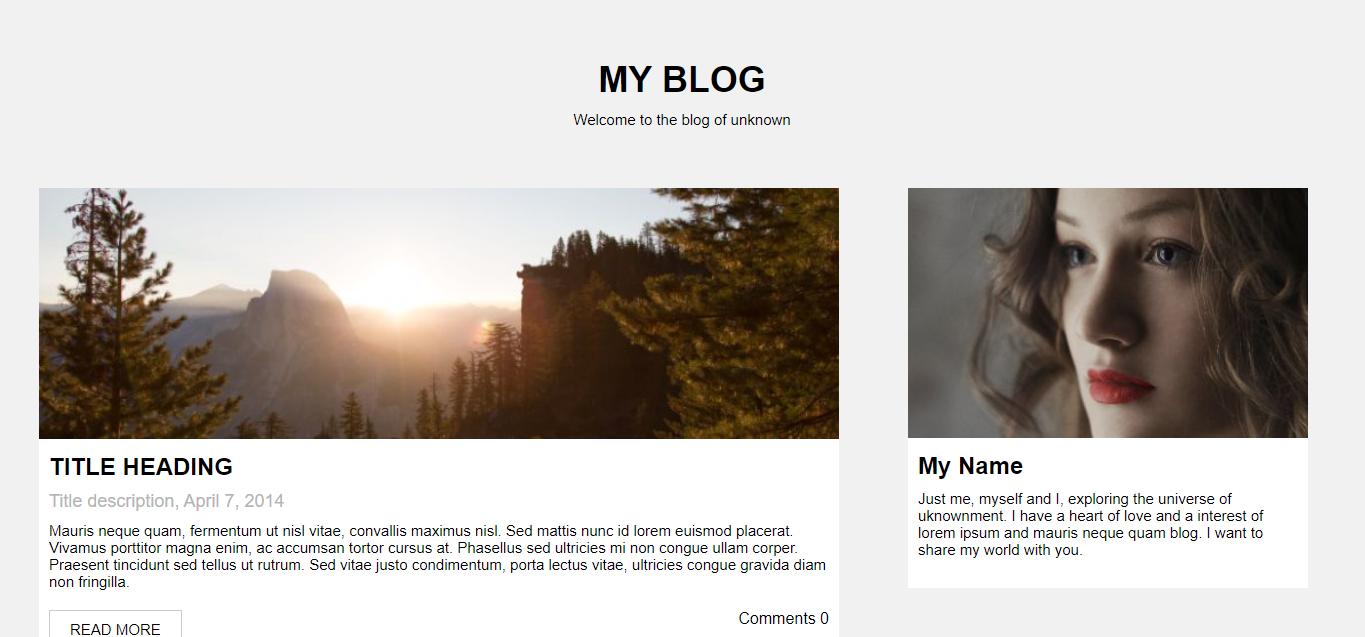 MY BLOG
Welcome to the blog of unknown
TITLE HEADING
Title description, April 7, 2014
Mauris neque quam, fermentum ut nisl vitae, convallis maximus nisl. Sed mattis nunc id lorem euismod placerat.
Vivamus porttitor magna enim, ac accumsan tortor cursus at. Phasellus sed ultricies mi non congue ullam corper.
Praesent tincidunt sed tellus ut rutrum. Sed vitae justo condimentum, porta lectus vitae, ultricies congue gravida diam
non fringilla.
READ MORE
Comments 0
My Name
Just me, myself and I, exploring the universe of
uknownment. I have a heart of love and a interest of
lorem ipsum and mauris neque quam blog. I want to
share my world with you.